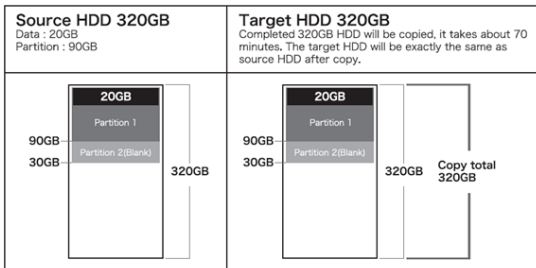 Source HDD 320GB
Data : 20GB
Partition : 90GB
Target HDD 320GB
Completed 320GB HDD will be copied, it takes about 70
minutes. The target HDD will be exactly the same as
source HDD after copy.
20GB
Partition 1
90GB
Partition 2(Blank)
30GB
320GB
20GB
Partition 1
90GB
Partition 2(Blank)
30GB
320GB
Copy total
320GB